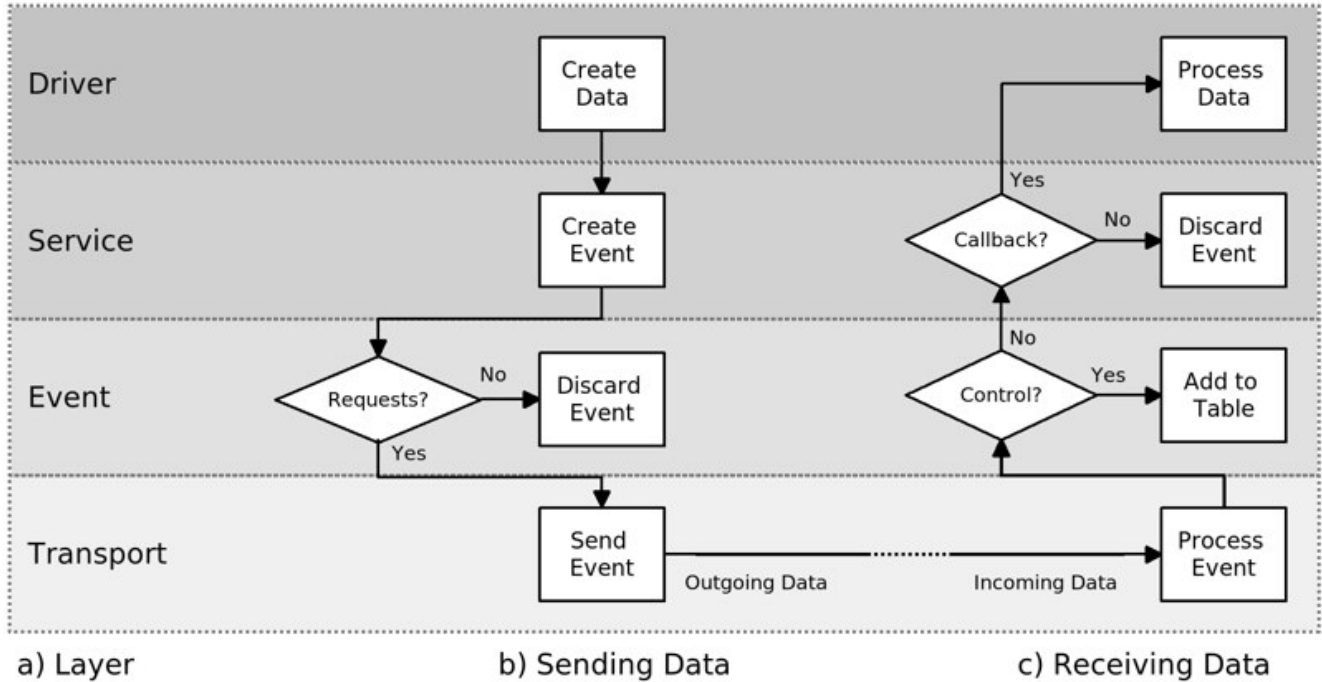 Driver
Create
Data
Process
Data
Yes
Service
Create
Event
Callback?
No
Discard
Event
No
Event
Requests?
No
Discard
Event
Control?
Yes
Add to
Table
Yes
Transport
Send
Event
Outgoing Data
Incoming Data
Process
Event
a) Layer
b) Sending Data
c) Receiving Data